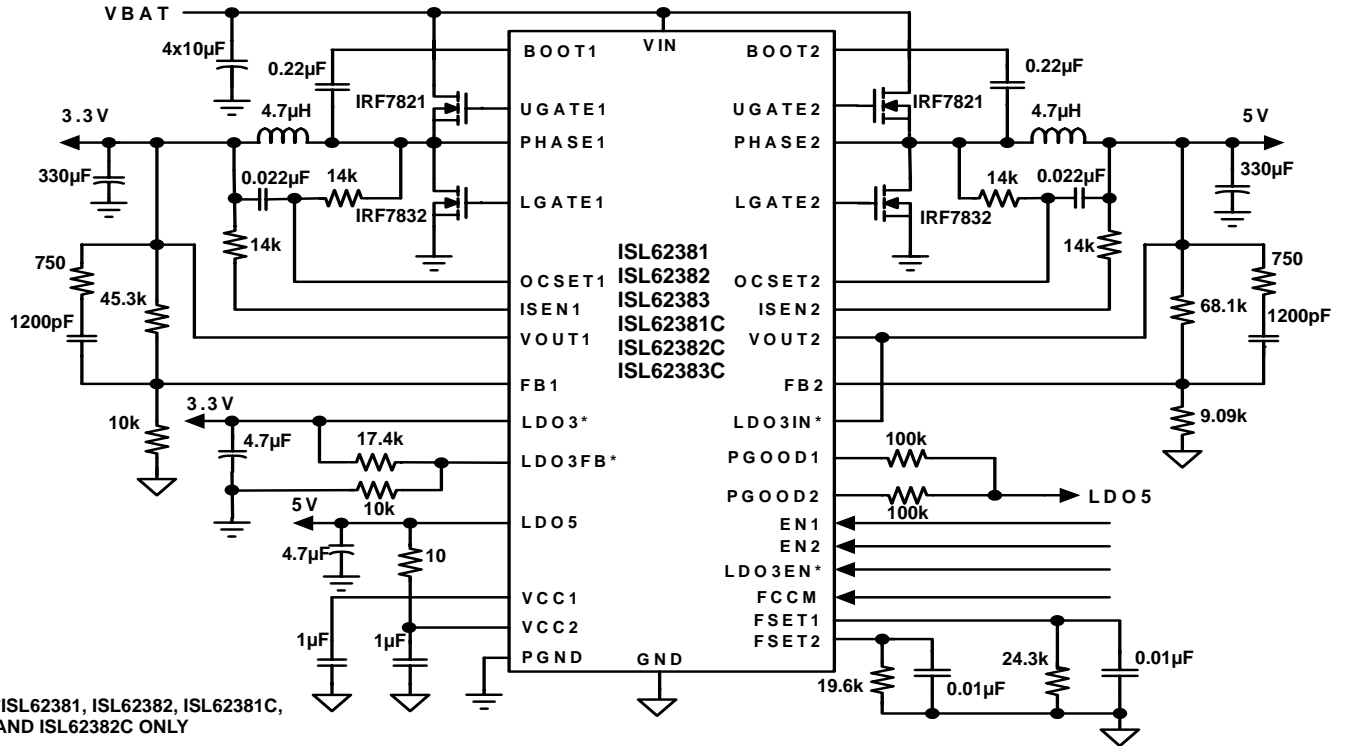 VBAT
4x10µF
0.22µF
BOOT1
VIN
BOOT2
0.22µF
IRF7821
UGATE1
UGATE2
IRF7821
3.3V
4.7µH
PHASE1
PHASE2
4.7µH
5V
330µF
0.022µF
14k
IRF7832
LGATE1
LGATE2
IRF7832
14k
0.022µF
330µF
14k
14k
ISL62381
ISL62382
ISL62383
ISL62381C
ISL62382C
ISL62383C
750
45.3k
1200pF
OCSET1
OCSET2
ISEN1
ISEN2
VOUT1
VOUT2
750
68.1k
1200pF
FB1
FB2
10k
9.09k
3.3V
LDO3*
LDO3IN*
4.7µF
17.4k
LDO3FB*
10k
PGOOD1
100k
PGOOD2
100k
LDO5
5V
LDO5
4.7µF
10
EN1
EN2
LDO3EN*
FCCM
VCC1
FSET1
VCC2
FSET2
1µF
1µF
PGND
GND
19.6k
0.01µF
24.3k
0.01µF
*ISL62381, ISL62382, ISL62381C,
AND ISL62382C ONLY